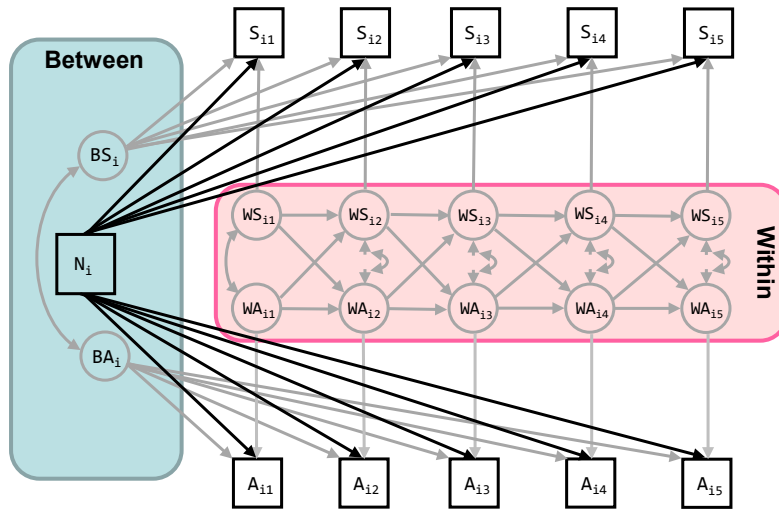 S_i1 S_i2 S_i3 S_i4 S_i5
Between
BS_i
WS_i1 WS_i2 WS_i3 WS_i4 WS_i5
N_i
Within
WA_i1 WA_i2 WA_i3 WA_i4 WA_i5
BA_i
A_i1 A_i2 A_i3 A_i4 A_i5